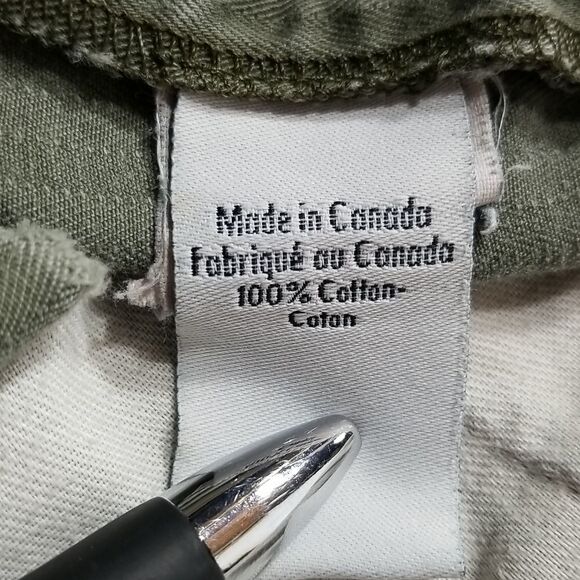 Made in Canada
Fabriqué au Canada
100% Cotton-
Coton